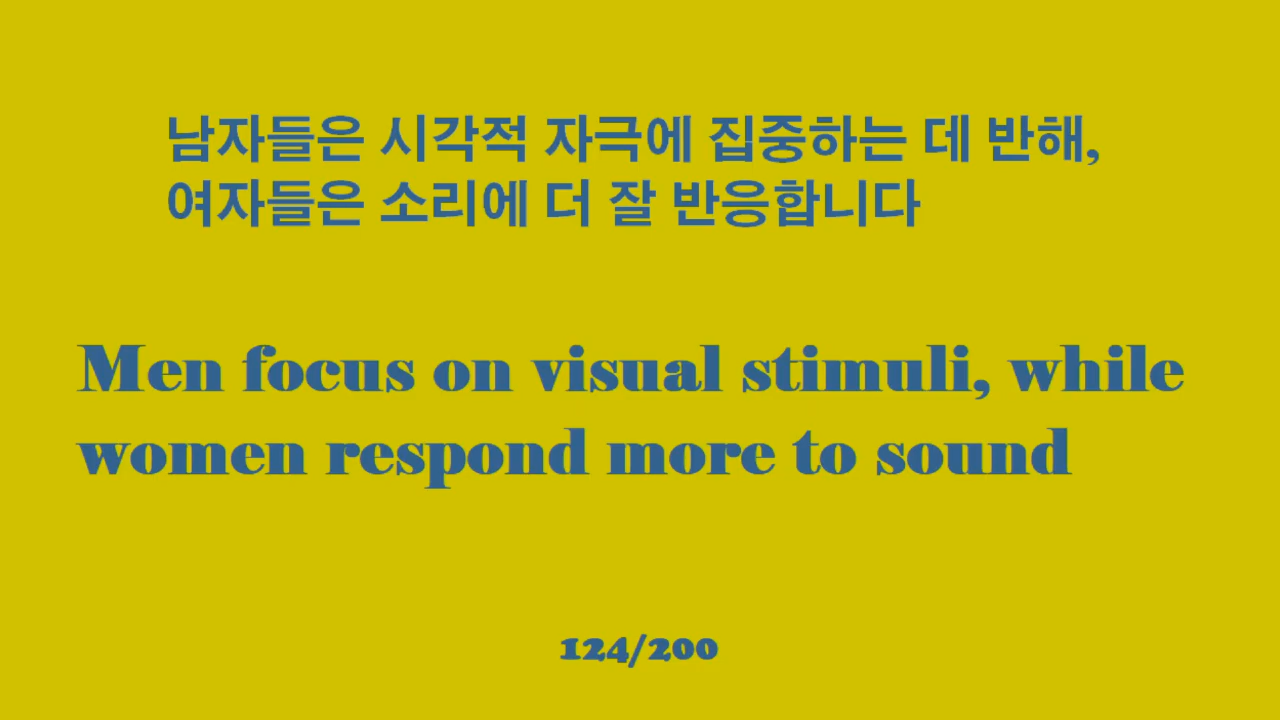 남자들은 시각적 자극에 집중하는 데 반해,
여자들은 소리에 더 잘 반응합니다
Men focus on visual stimuli, while
women respond more to sound
124/200